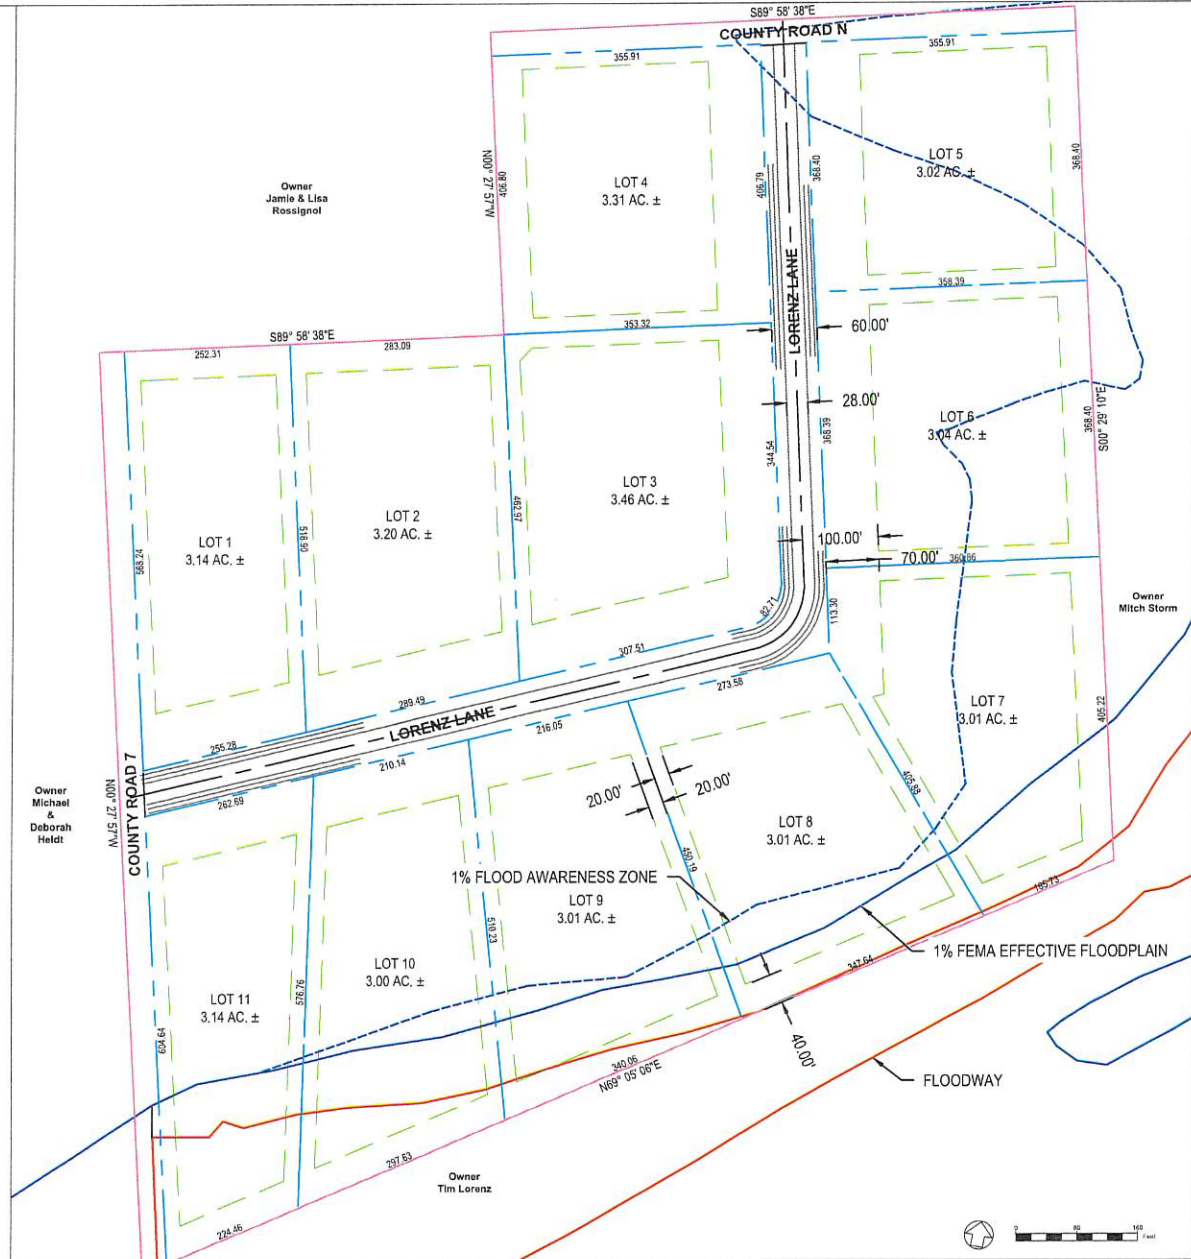 S89° 58' 38"E
COUNTY ROAD N
355.91
355.91
N00° 27' 57"W
406.80
Owner
Jamie & Lisa
Rossignol
LOT 4
3.31 AC. ±
406.79
368.40
LOT 5
3.02 AC. ±
368.40
LORENZ LANE
358.39
353.32
60.00'
S89° 58' 38"E
252.31
283.09
28.00'
LOT 6
3.04 AC. ±
368.40
S00° 29' 10"E
368.39
344.54
LOT 3
3.46 AC. ±
462.97
LOT 2
3.20 AC. ±
518.90
LOT 1
3.14 AC. ±
568.24
100.00'
70.00'
360.86
Owner
Mitch Storm
82.71
113.30
307.51
273.58
289.49
LORENZ LANE
216.05
255.28
210.14
262.69
LOT 7
3.01 AC. ±
405.22
COUNTY ROAD 7
N00° 27' 57"W
Owner
Michael
&
Deborah
Heldt
20.00'
20.00'
405.88
LOT 8
3.01 AC. ±
450.19
1% FLOOD AWARENESS ZONE
LOT 9
3.01 AC. ±
510.23
195.73
1% FEMA EFFECTIVE FLOODPLAIN
347.64
LOT 10
3.00 AC. ±
576.76
LOT 11
3.14 AC. ±
604.64
40.00'
340.06
N69° 05' 06"E
FLOODWAY
297.63
Owner
Tim Lorenz
224.46
0 80 160
Feet